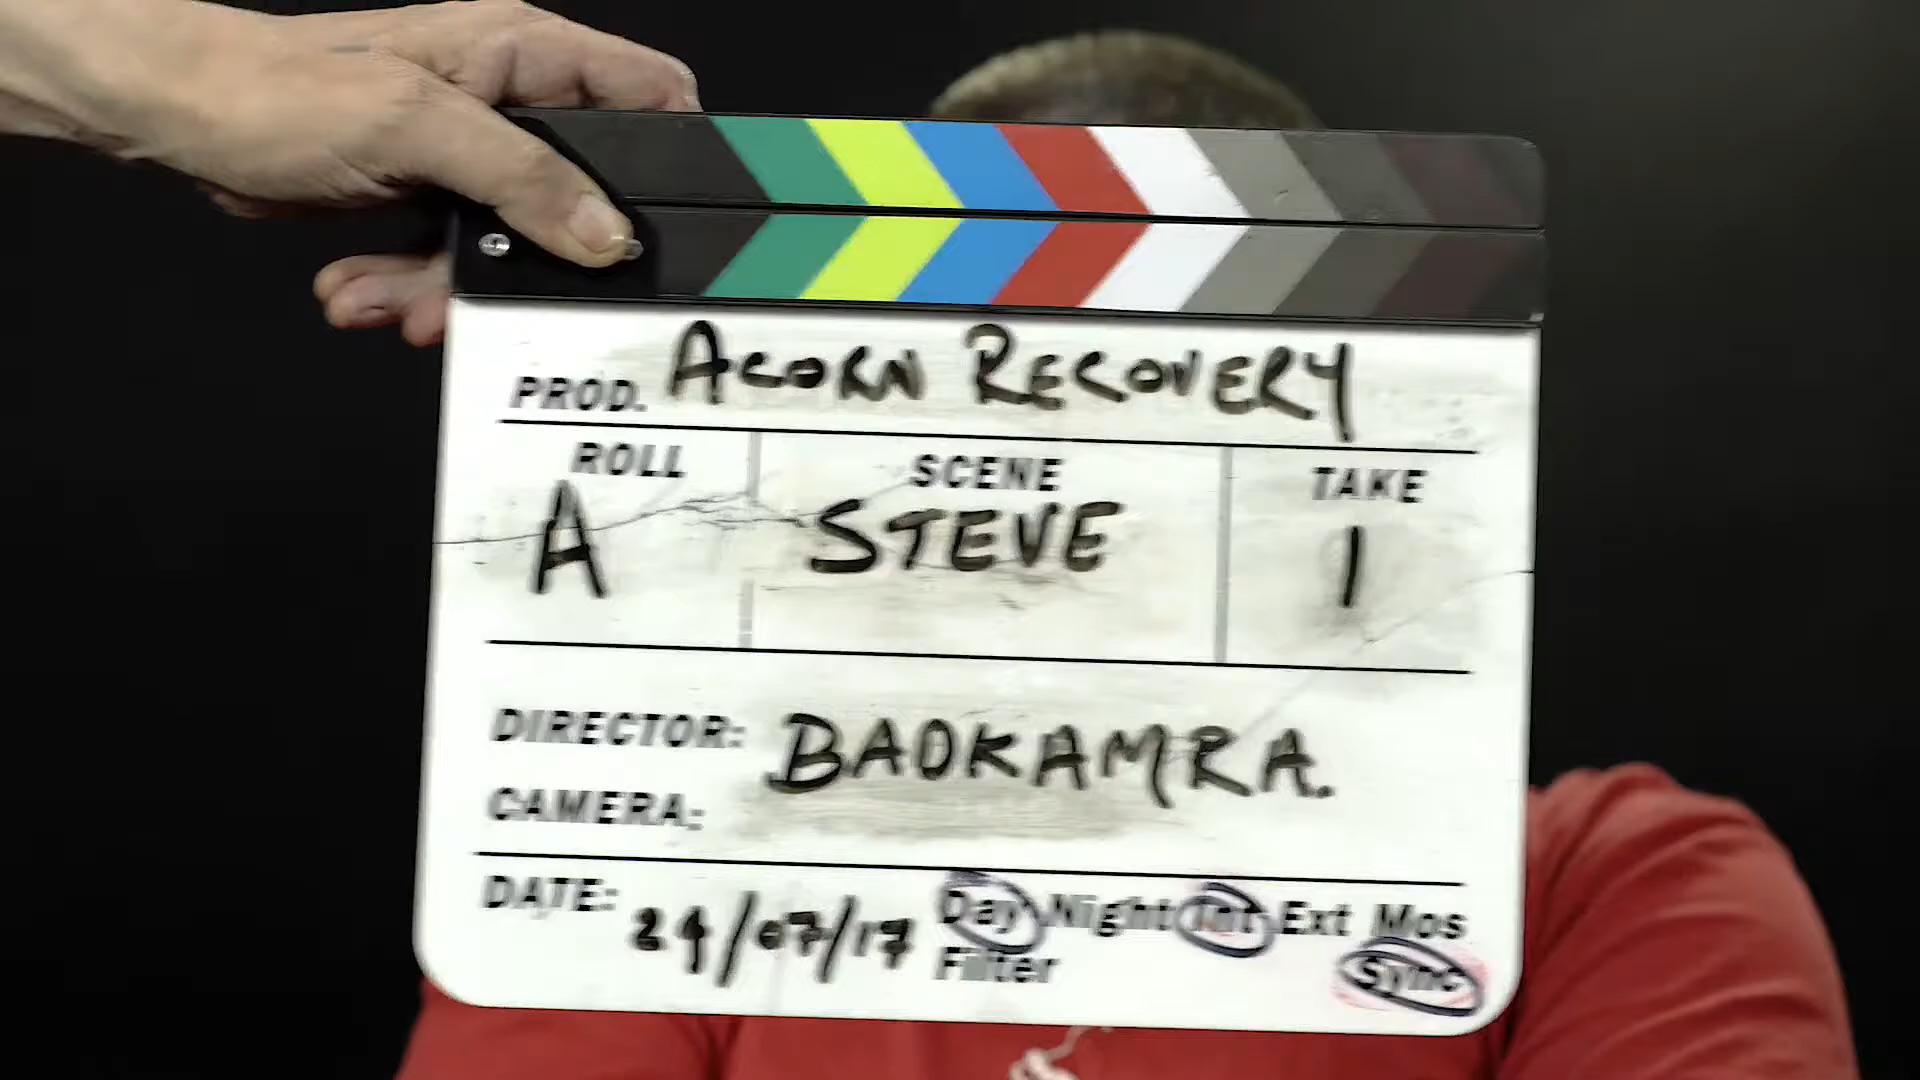 PROD. ACORN RECOVERY
ROLL SCENE TAKE
A STEVE 1
DIRECTOR: BADKAMRA.
CAMERA:
DATE: 24/07/17 Day Night Int Ext Mos
Filter Sync